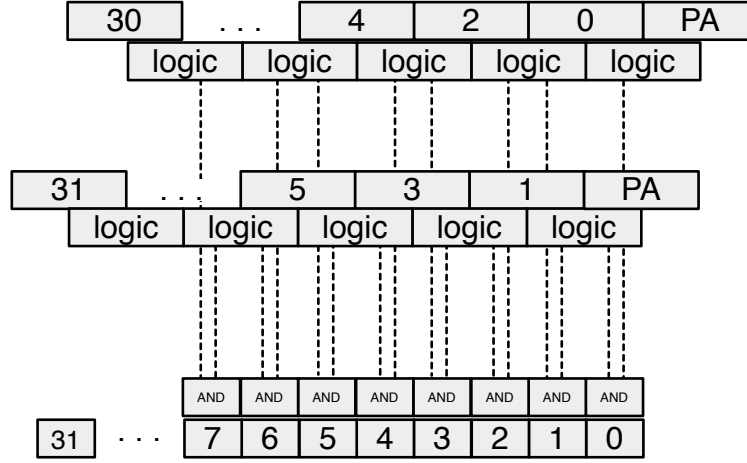 30 . . . 4 2 0 PA
logic logic logic logic logic
31 . . . 5 3 1 PA
logic logic logic logic logic
AND AND AND AND AND AND AND AND
31 . . . 7 6 5 4 3 2 1 0